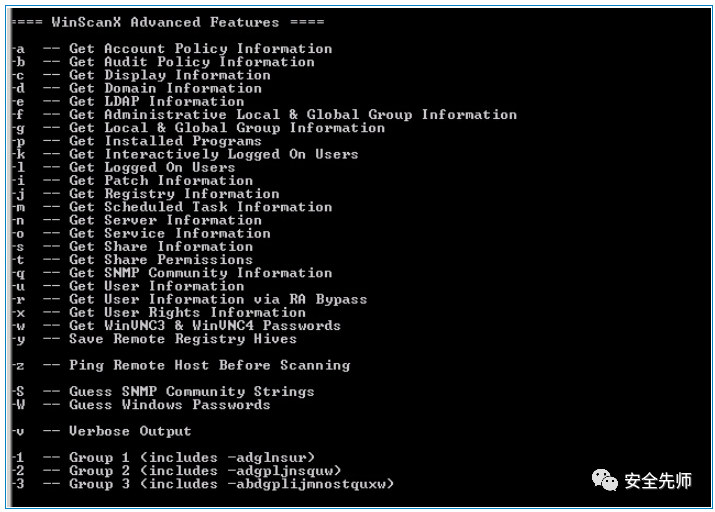 ==== WinScanX Advanced Features ====
-a -- Get Account Policy Information
-b -- Get Audit Policy Information
-c -- Get Display Information
-d -- Get Domain Information
-e -- Get LDAP Information
-f -- Get Administrative Local & Global Group Information
-g -- Get Local & Global Group Information
-p -- Get Installed Programs
-k -- Get Interactively Logged On Users
-l -- Get Logged On Users
-i -- Get Patch Information
-j -- Get Registry Information
-m -- Get Scheduled Task Information
-n -- Get Server Information
-o -- Get Service Information
-s -- Get Share Information
-t -- Get Share Permissions
-q -- Get SNMP Community Information
-u -- Get User Information
-r -- Get User Information via RA Bypass
-x -- Get User Rights Information
-w -- Get WinVNC3 & WinVNC4 Passwords
-y -- Save Remote Registry Hives
-z -- Ping Remote Host Before Scanning
-S -- Guess SNMP Community Strings
-W -- Guess Windows Passwords
-v -- Verbose Output
-1 -- Group 1 (includes -adglnsur)
-2 -- Group 2 (includes -adgpljnsquw)
-3 -- Group 3 (includes -abdgplijmnostquxw)
安全先师